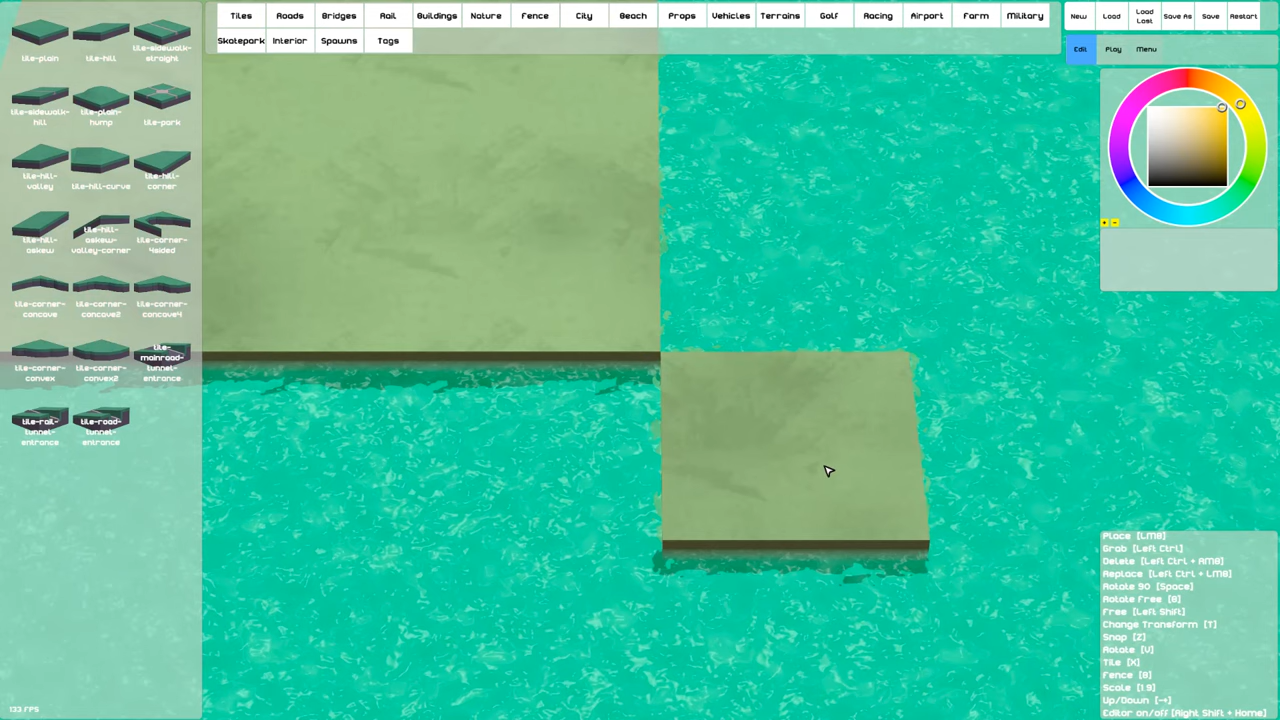 Tiles Roads Bridges Rail Buildings Nature Fence City Beach Props Vehicles Terrains Golf Racing Airport Farm Military
Skatepark Interior Spawns Tags
New Load Load Last Save As Save Restart
Edit Play Menu
tile-plain tile-hill tile-sidewalk-straight
tile-sidewalk-hill tile-plain-hump tile-park
tile-hill-valley tile-hill-curve tile-hill-corner
tile-hill-askew tile-hill-askew-valley-corner tile-corner-4sided
tile-corner-concave tile-corner-concave2 tile-corner-concave4
tile-corner-convex tile-corner-convex2 tile-mainroad-tunnel-entrance
tile-rail-tunnel-entrance tile-road-tunnel-entrance
133 FPS
+ -
Place [LMB]
Grab [Left Ctrl]
Delete [Left Ctrl + RMB]
Replace [Left Ctrl + LMB]
Rotate 90 [Space]
Rotate Free [B]
Free [Left Shift]
Change Transform [T]
Snap [Z]
Rotate [V]
Tile [X]
Fence [B]
Scale [1 9]
Up/Down [-+]
Editor on/off [Right Shift + Home]